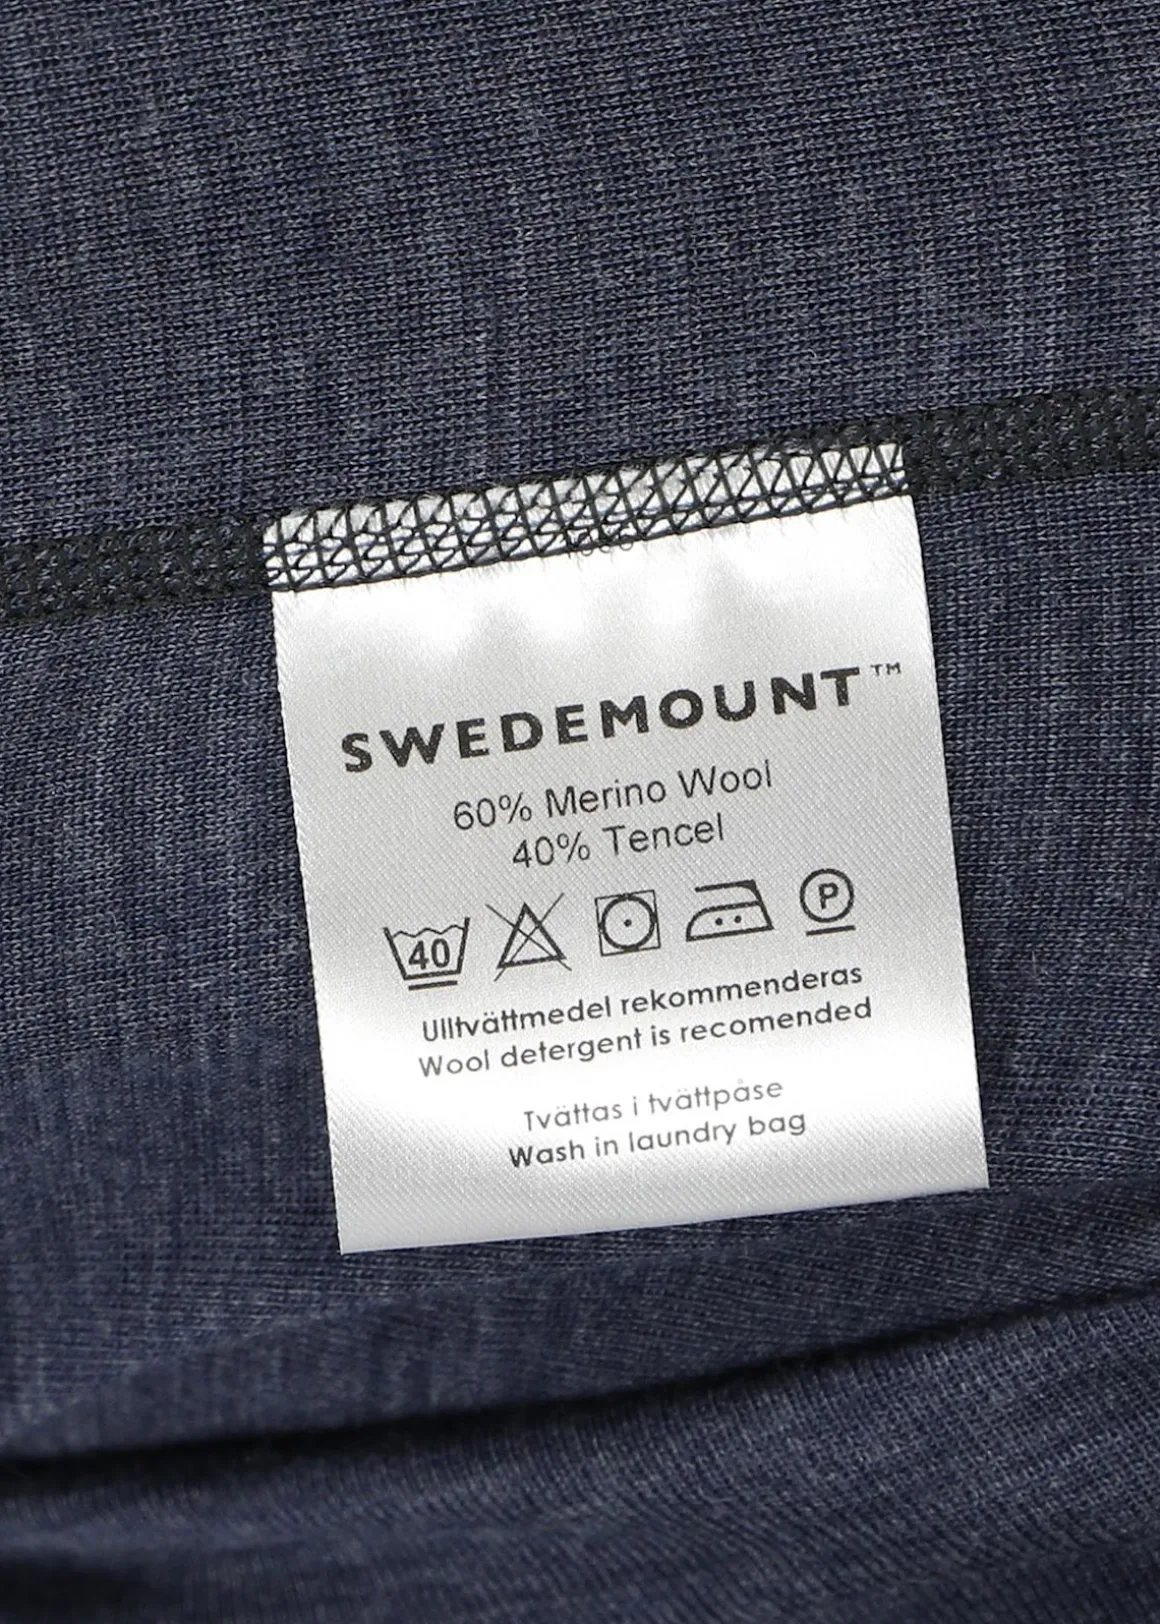 SWEDEMOUNT™
60% Merino Wool
40% Tencel
40 P
Ulltvättmedel rekommenderas
Wool detergent is recomended
Tvättas i tvättpåse
Wash in laundry bag